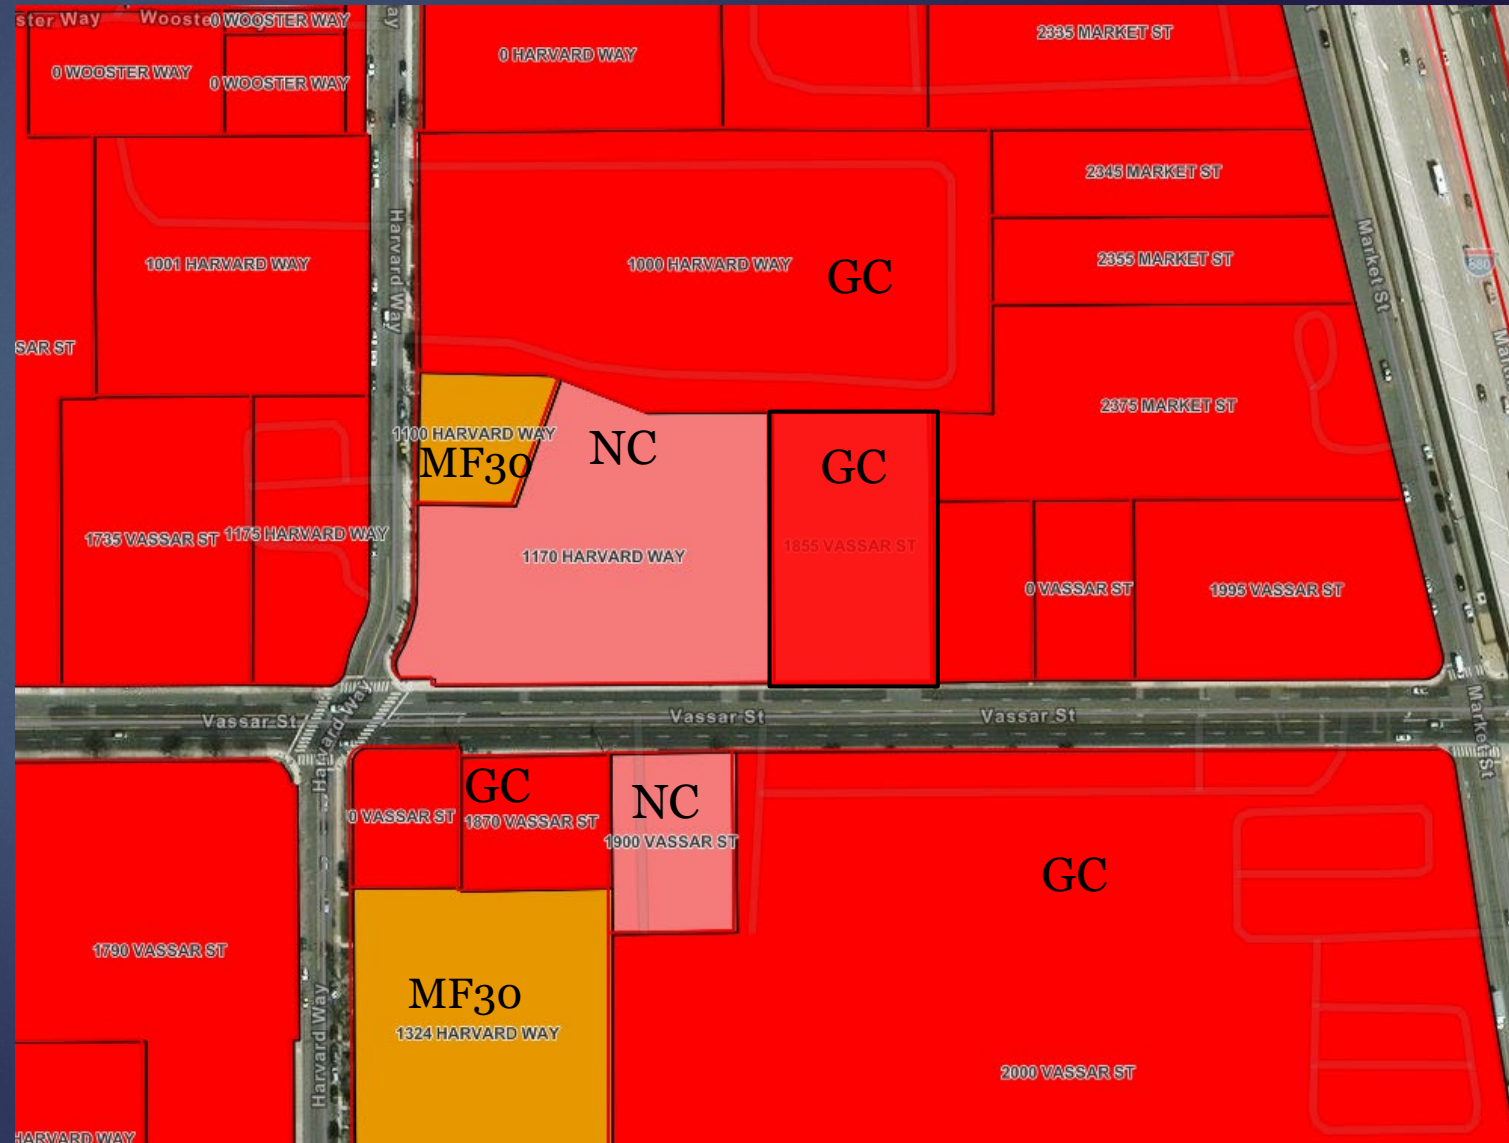 ster Way
Wooste
0 WOOSTER WAY
ay
0 HARVARD WAY
2335 MARKET ST
0 WOOSTER WAY
0 WOOSTER WAY
2345 MARKET ST
Harvard Way
1001 HARVARD WAY
1000 HARVARD WAY
GC
2355 MARKET ST
Market St
880
SAR ST
2375 MARKET ST
1100 HARVARD WAY
MF30
NC
GC
1735 VASSAR ST
1175 HARVARD WAY
1170 HARVARD WAY
1855 VASSAR ST
0 VASSAR ST
1995 VASSAR ST
Vassar St
Harvard Way
Vassar St
Vassar St
Market St
GC
NC
0 VASSAR ST
1870 VASSAR ST
1900 VASSAR ST
GC
1790 VASSAR ST
MF30
1324 HARVARD WAY
Harvard Way
2000 VASSAR ST
HARVARD WAY